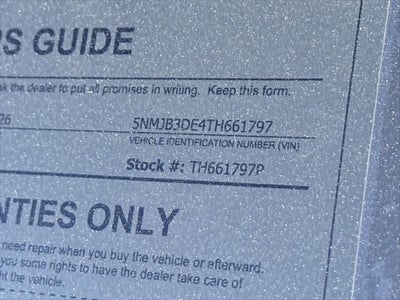 RS GUIDE
sk the dealer to put all promises in writing. Keep this form.
26 5NMJB3DE4TH661797
VEHICLE IDENTIFICATION NUMBER (VIN)
Stock #: TH661797P
NTIES ONLY
need repair when you buy the vehicle or afterward.
you some rights to have the dealer take care of
ht the vehicle.